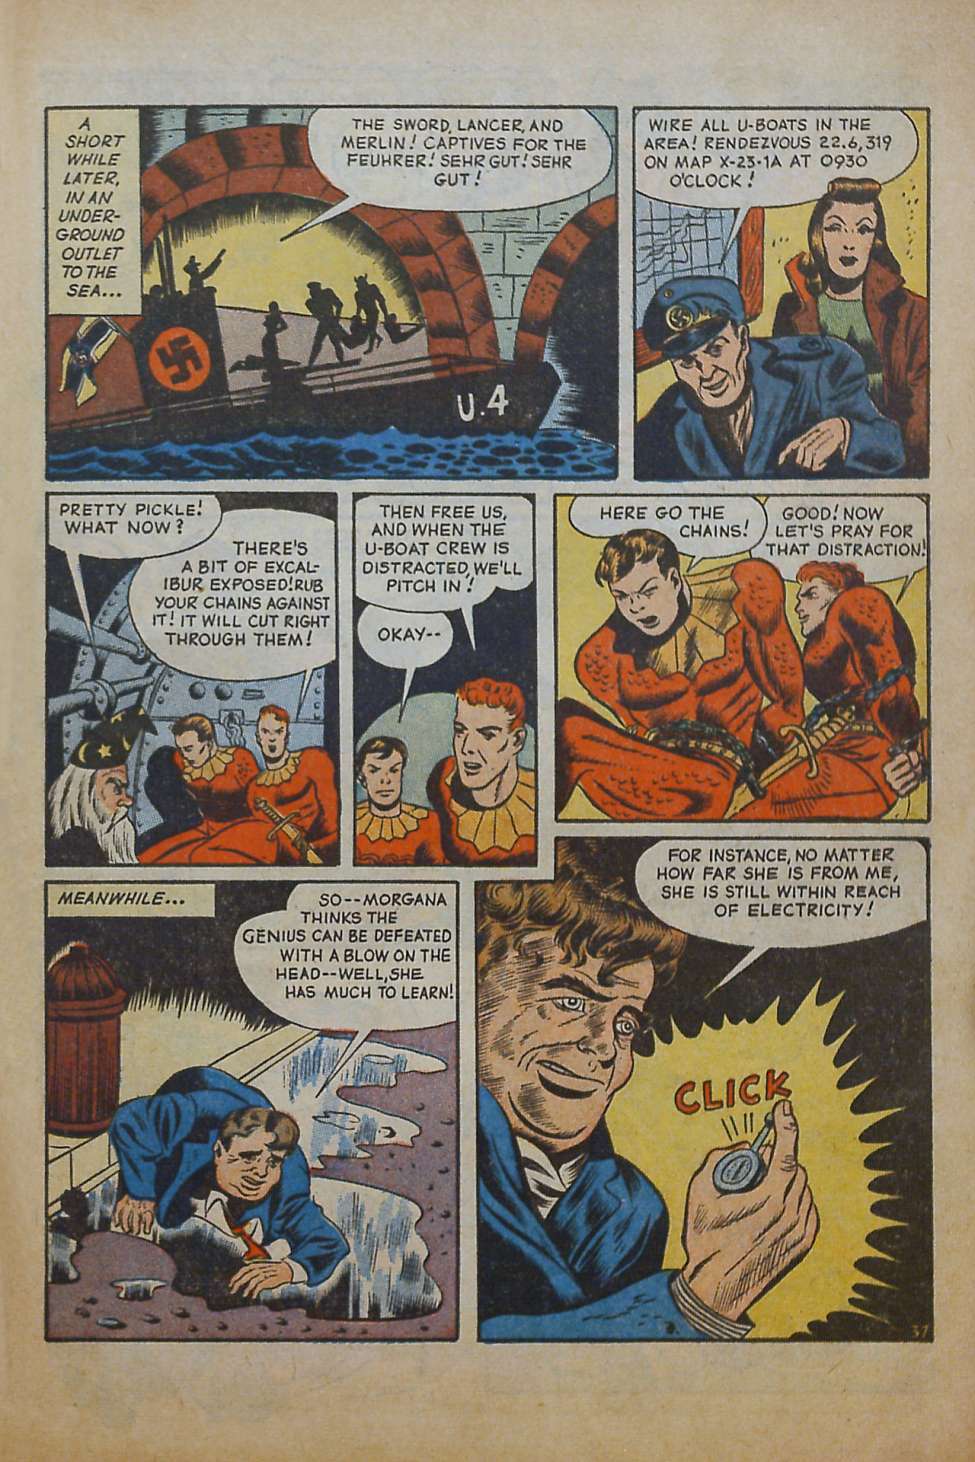 A
SHORT
WHILE
LATER,
IN AN
UNDER-
GROUND
OUTLET
TO THE
SEA...
THE SWORD, LANCER, AND
MERLIN! CAPTIVES FOR THE
FEUHRER! SEHR GUT! SEHR
GUT!
U.4
WIRE ALL U-BOATS IN THE
AREA! RENDEZVOUS 22.6,319
ON MAP X-23-1A AT 0930
O'CLOCK!
PRETTY PICKLE!
WHAT NOW?
THERE'S
A BIT OF EXCAL-
IBUR EXPOSED! RUB
YOUR CHAINS AGAINST
IT! IT WILL CUT RIGHT
THROUGH THEM!
THEN FREE US,
AND WHEN THE
U-BOAT CREW IS
DISTRACTED, WE'LL
PITCH IN!
OKAY--
HERE GO THE
CHAINS!
GOOD! NOW
LET'S PRAY FOR
THAT DISTRACTION!
MEANWHILE...
SO--MORGANA
THINKS THE
GENIUS CAN BE DEFEATED
WITH A BLOW ON THE
HEAD--WELL, SHE
HAS MUCH TO LEARN!
FOR INSTANCE, NO MATTER
HOW FAR SHE IS FROM ME,
SHE IS STILL WITHIN REACH
OF ELECTRICITY!
CLICK
37